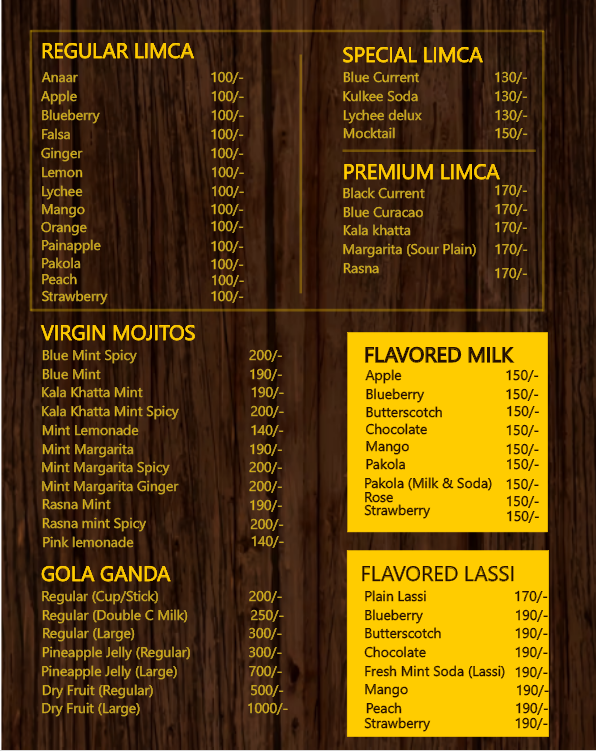 REGULAR LIMCA
Anaar 100/-
Apple 100/-
Blueberry 100/-
Falsa 100/-
Ginger 100/-
Lemon 100/-
Lychee 100/-
Mango 100/-
Orange 100/-
Painapple 100/-
Pakola 100/-
Peach 100/-
Strawberry 100/-
SPECIAL LIMCA
Blue Current 130/-
Kulkee Soda 130/-
Lychee delux 130/-
Mocktail 150/-
PREMIUM LIMCA
Black Current 170/-
Blue Curacao 170/-
Kala khatta 170/-
Margarita (Sour Plain) 170/-
Rasna 170/-
VIRGIN MOJITOS
Blue Mint Spicy 200/-
Blue Mint 190/-
Kala Khatta Mint 190/-
Kala Khatta Mint Spicy 200/-
Mint Lemonade 140/-
Mint Margarita 190/-
Mint Margarita Spicy 200/-
Mint Margarita Ginger 200/-
Rasna Mint 190/-
Rasna mint Spicy 200/-
Pink lemonade 140/-
GOLA GANDA
Regular (Cup/Stick) 200/-
Regular (Double C Milk) 250/-
Regular (Large) 300/-
Pineapple Jelly (Regular) 300/-
Pineapple Jelly (Large) 700/-
Dry Fruit (Regular) 500/-
Dry Fruit (Large) 1000/-
FLAVORED MILK
Apple 150/-
Blueberry 150/-
Butterscotch 150/-
Chocolate 150/-
Mango 150/-
Pakola 150/-
Pakola (Milk & Soda) 150/-
Rose 150/-
Strawberry 150/-
FLAVORED LASSI
Plain Lassi 170/-
Blueberry 190/-
Butterscotch 190/-
Chocolate 190/-
Fresh Mint Soda (Lassi) 190/-
Mango 190/-
Peach 190/-
Strawberry 190/-